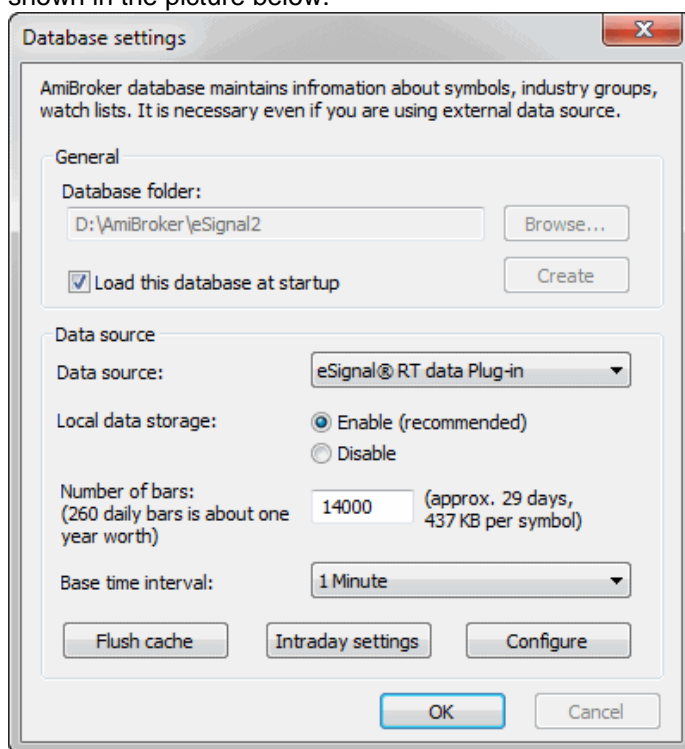 shown in the picture below:
Database settings
AmiBroker database maintains infromation about symbols, industry groups,
watch lists. It is necessary even if you are using external data source.
General
Database folder:
D:\AmiBroker\eSignal2
Browse...
Load this database at startup
Create
Data source
Data source:
eSignal® RT data Plug-in
Local data storage:
Enable (recommended)
Disable
Number of bars:
(260 daily bars is about one
year worth)
14000
(approx. 29 days,
437 KB per symbol)
Base time interval:
1 Minute
Flush cache
Intraday settings
Configure
OK
Cancel